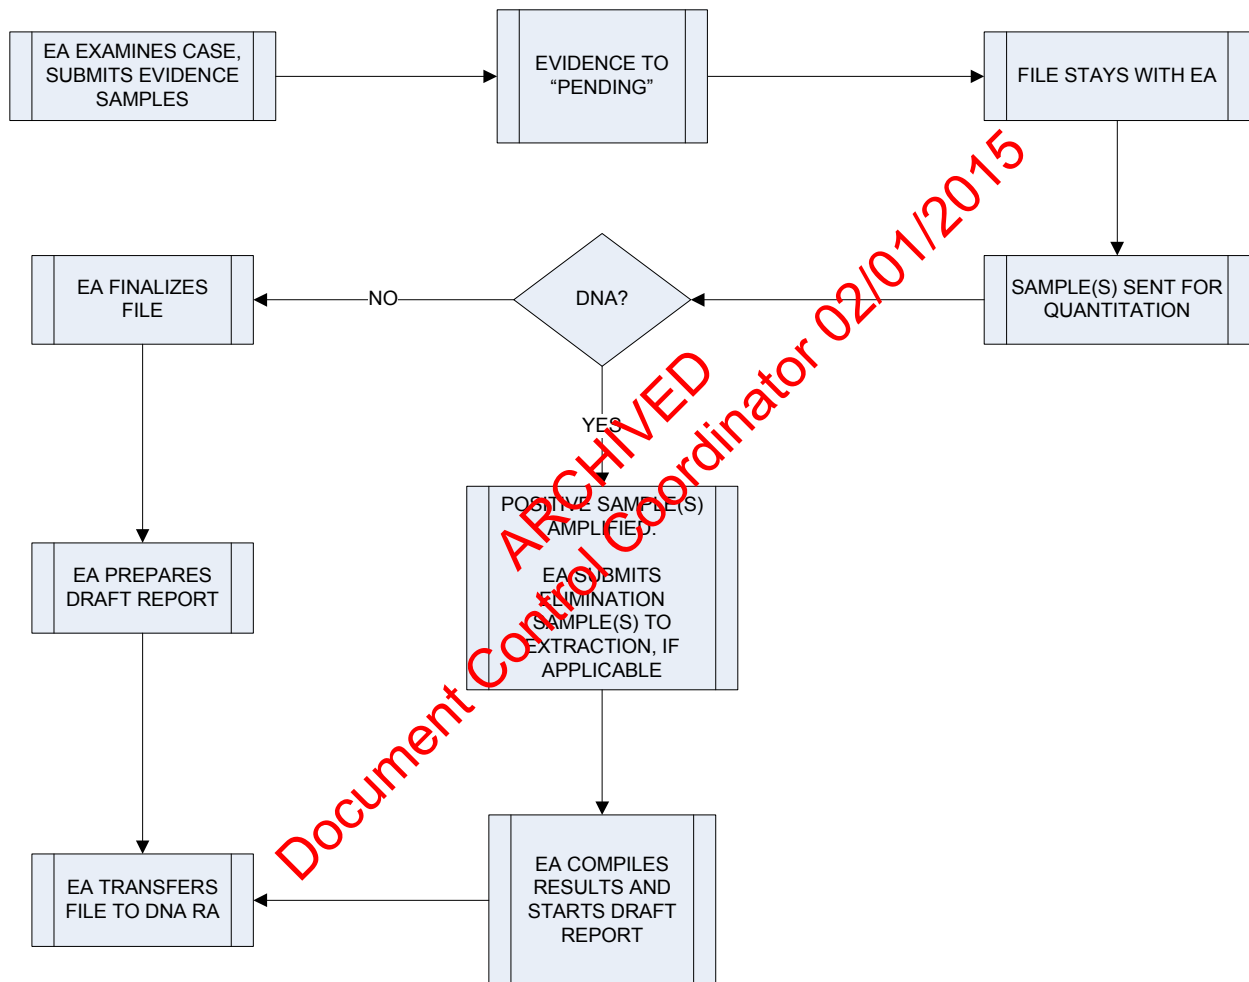 EA EXAMINES CASE,
SUBMITS EVIDENCE
SAMPLES
EVIDENCE TO
“PENDING”
FILE STAYS WITH EA
SAMPLE(S) SENT FOR
QUANTITATION
DNA?
NO
EA FINALIZES
FILE
YES
POSITIVE SAMPLE(S)
AMPLIFIED.
EA SUBMITS
ELIMINATION
SAMPLE(S) TO
EXTRACTION, IF
APPLICABLE
EA PREPARES
DRAFT REPORT
EA COMPILES
RESULTS AND
STARTS DRAFT
REPORT
EA TRANSFERS
FILE TO DNA RA
ARCHIVED
Document Control Coordinator 02/01/2015